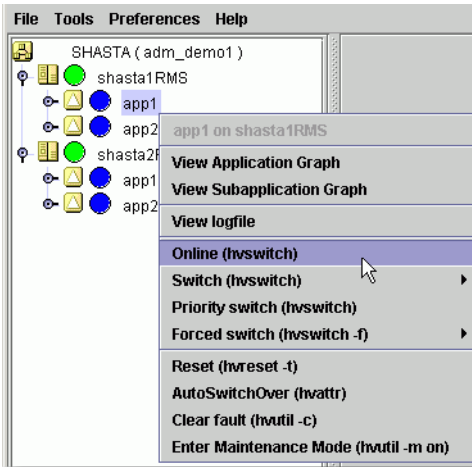 File Tools Preferences Help
SHASTA ( adm_demo1 )
shasta1RMS
app1
app2
app1 on shasta1RMS
shasta2
app1
app2
View Application Graph
View Subapplication Graph
View logfile
Online (hvswitch)
Switch (hvswitch)
Priority switch (hvswitch)
Forced switch (hvswitch -f)
Reset (hvreset -t)
AutoSwitchOver (hvattr)
Clear fault (hvutil -c)
Enter Maintenance Mode (hvutil -m on)